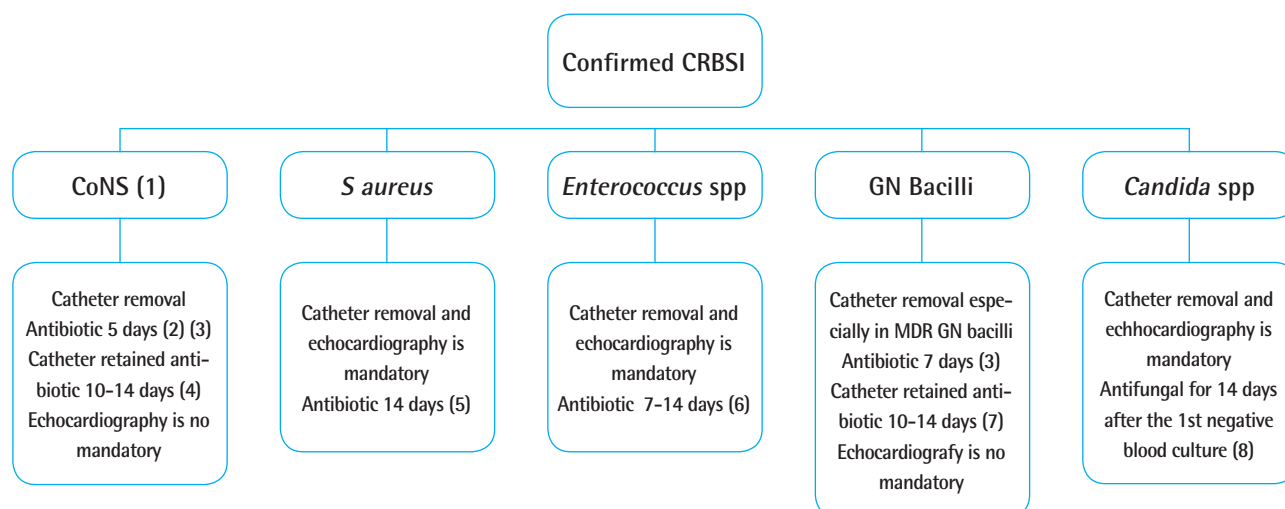 Confirmed CRBSI
CoNS (1)
S aureus
Enterococcus spp
GN Bacilli
Candida spp
Catheter removal
Antibiotic 5 days (2) (3)
Catheter retained anti-
biotic 10-14 days (4)
Echocardiography is no
mandatory
Catheter removal and
echocardiography is
mandatory
Antibiotic 14 days (5)
Catheter removal and
echocardiography is
mandatory
Antibiotic 7-14 days (6)
Catheter removal espe-
cially in MDR GN bacilli
Antibiotic 7 days (3)
Catheter retained anti-
biotic 10-14 days (7)
Echocardiografy is no
mandatory
Catheter removal and
echhocardiography is
mandatory
Antifungal for 14 days
after the 1st negative
blood culture (8)